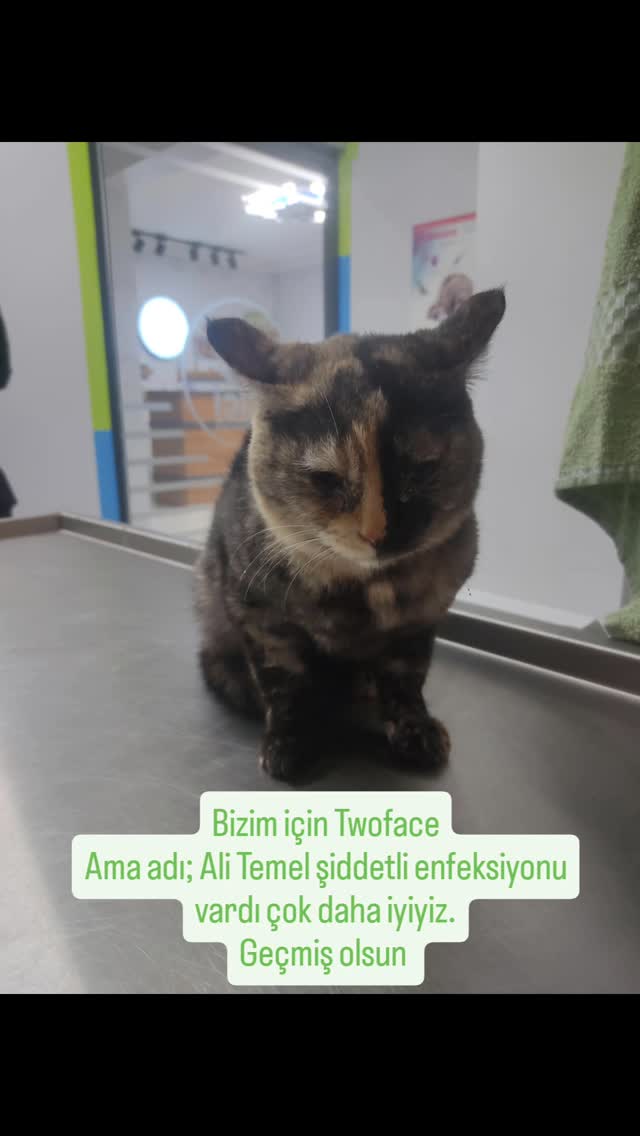 Bizim için Twoface
Ama adı; Ali Temel şiddetli enfeksiyonu
vardı çok daha iyiyiz.
Geçmiş olsun